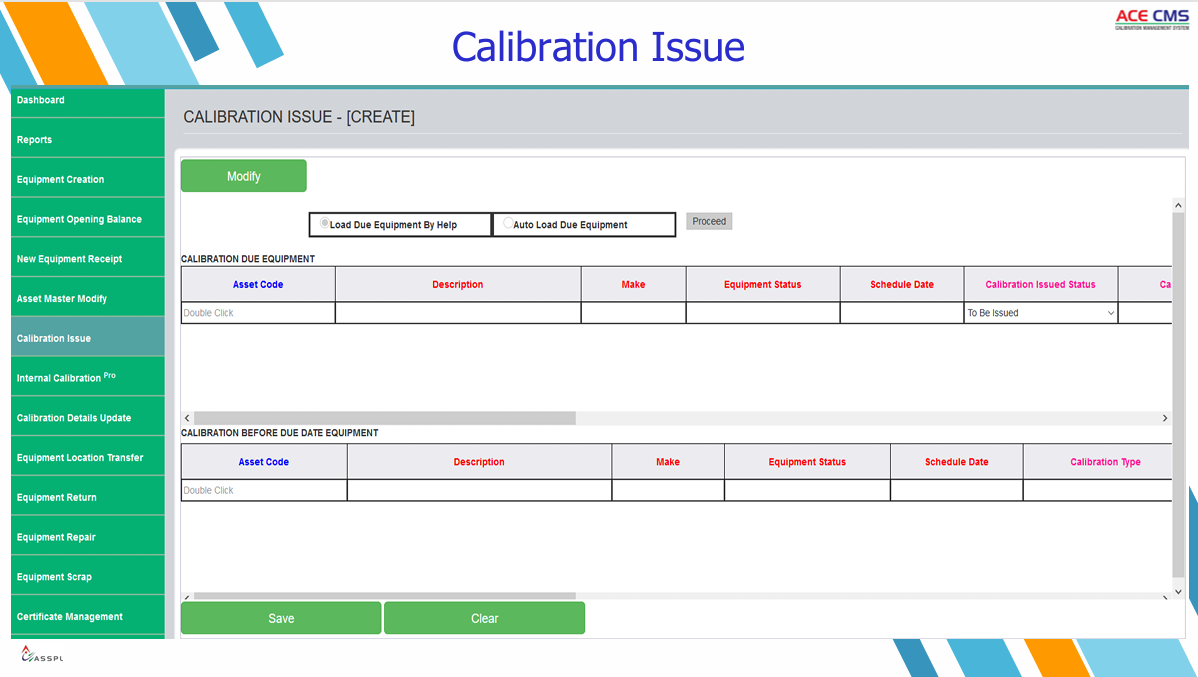 ACE CMS
CALIBRATION MANAGEMENT SYSTEM
Calibration Issue
Dashboard
Reports
Equipment Creation
Equipment Opening Balance
New Equipment Receipt
Asset Master Modify
Calibration Issue
Internal Calibration Pro
Calibration Details Update
Equipment Location Transfer
Equipment Return
Equipment Repair
Equipment Scrap
Certificate Management
CALIBRATION ISSUE - [CREATE]
Modify
Load Due Equipment By Help Auto Load Due Equipment Proceed
CALIBRATION DUE EQUIPMENT
Asset Code Description Make Equipment Status Schedule Date Calibration Issued Status Ca
Double Click To Be Issued
CALIBRATION BEFORE DUE DATE EQUIPMENT
Asset Code Description Make Equipment Status Schedule Date Calibration Type
Double Click
Save Clear
ASSPL